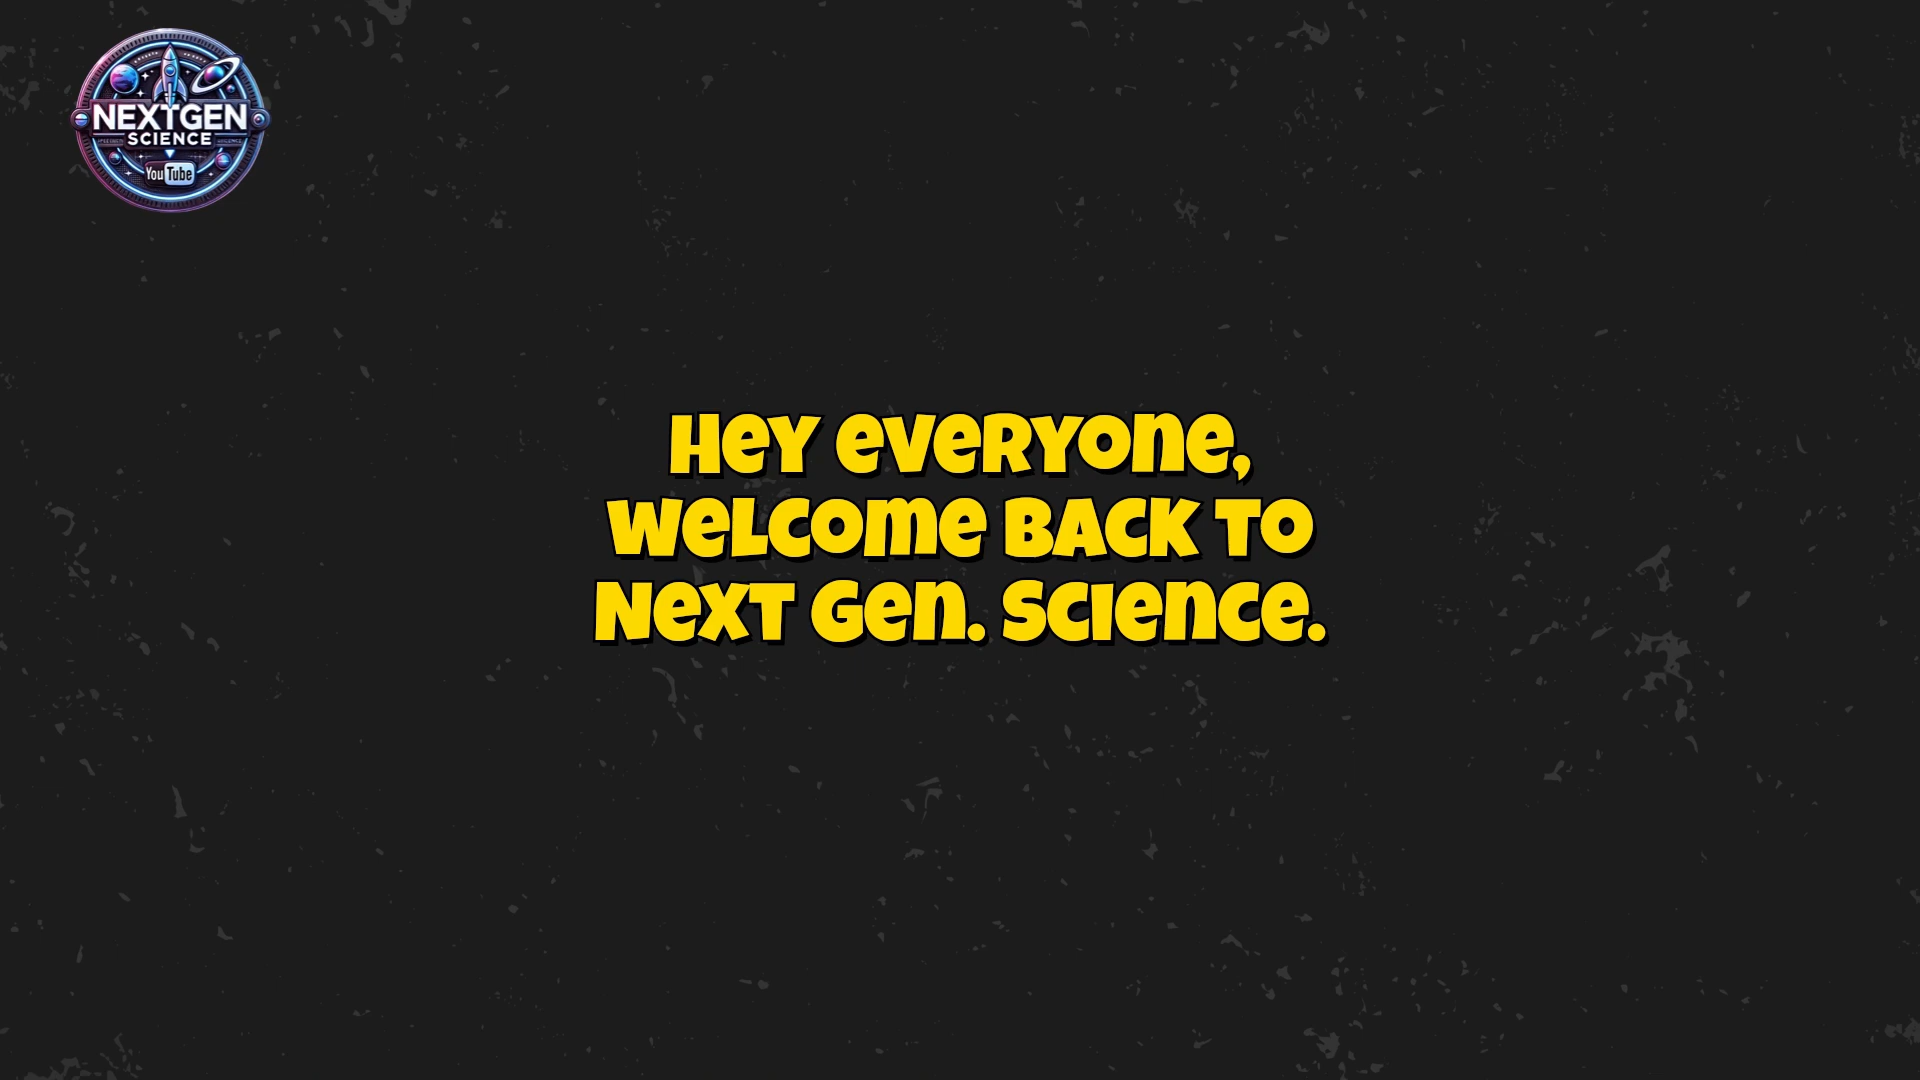 NEXTGEN
SCIENCE
YouTube
Hey everyone,
welcome back to
Next Gen. Science.